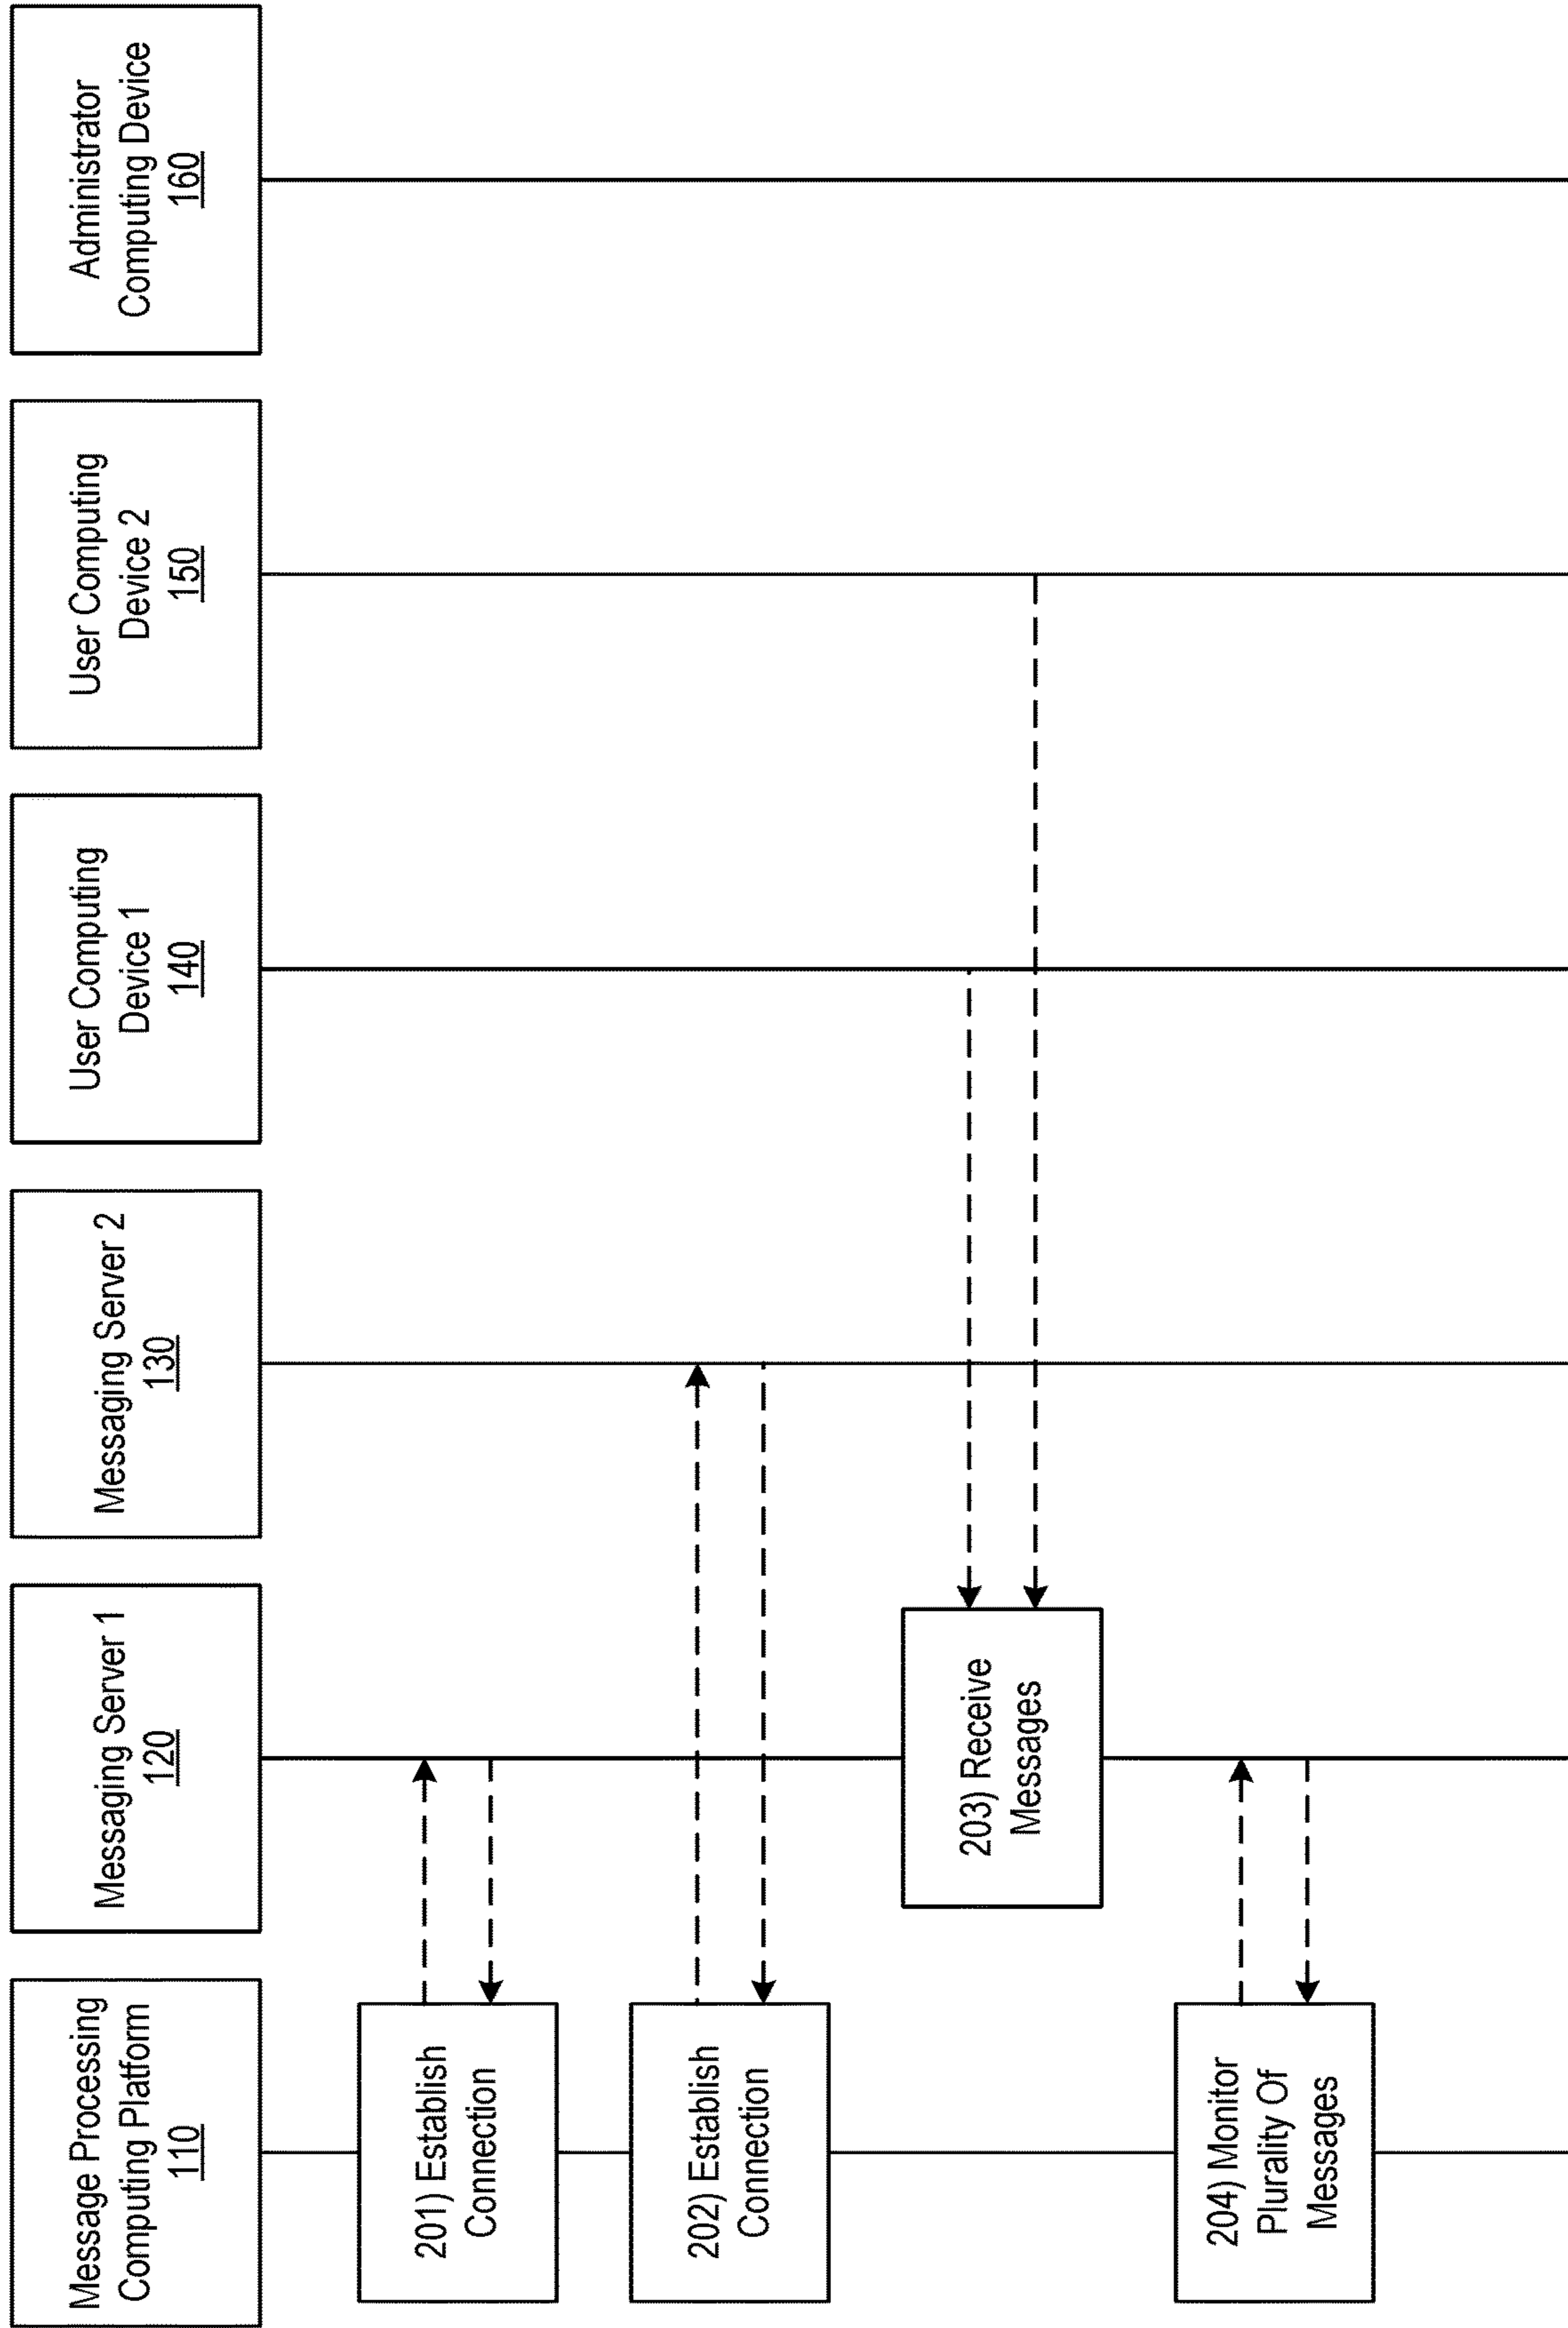 Message Processing
Computing Platform
110
Messaging Server 1
120
Messaging Server 2
130
User Computing
Device 1
140
User Computing
Device 2
150
Administrator
Computing Device
160
201) Establish
Connection
202) Establish
Connection
203) Receive
Messages
204) Monitor
Plurality Of
Messages